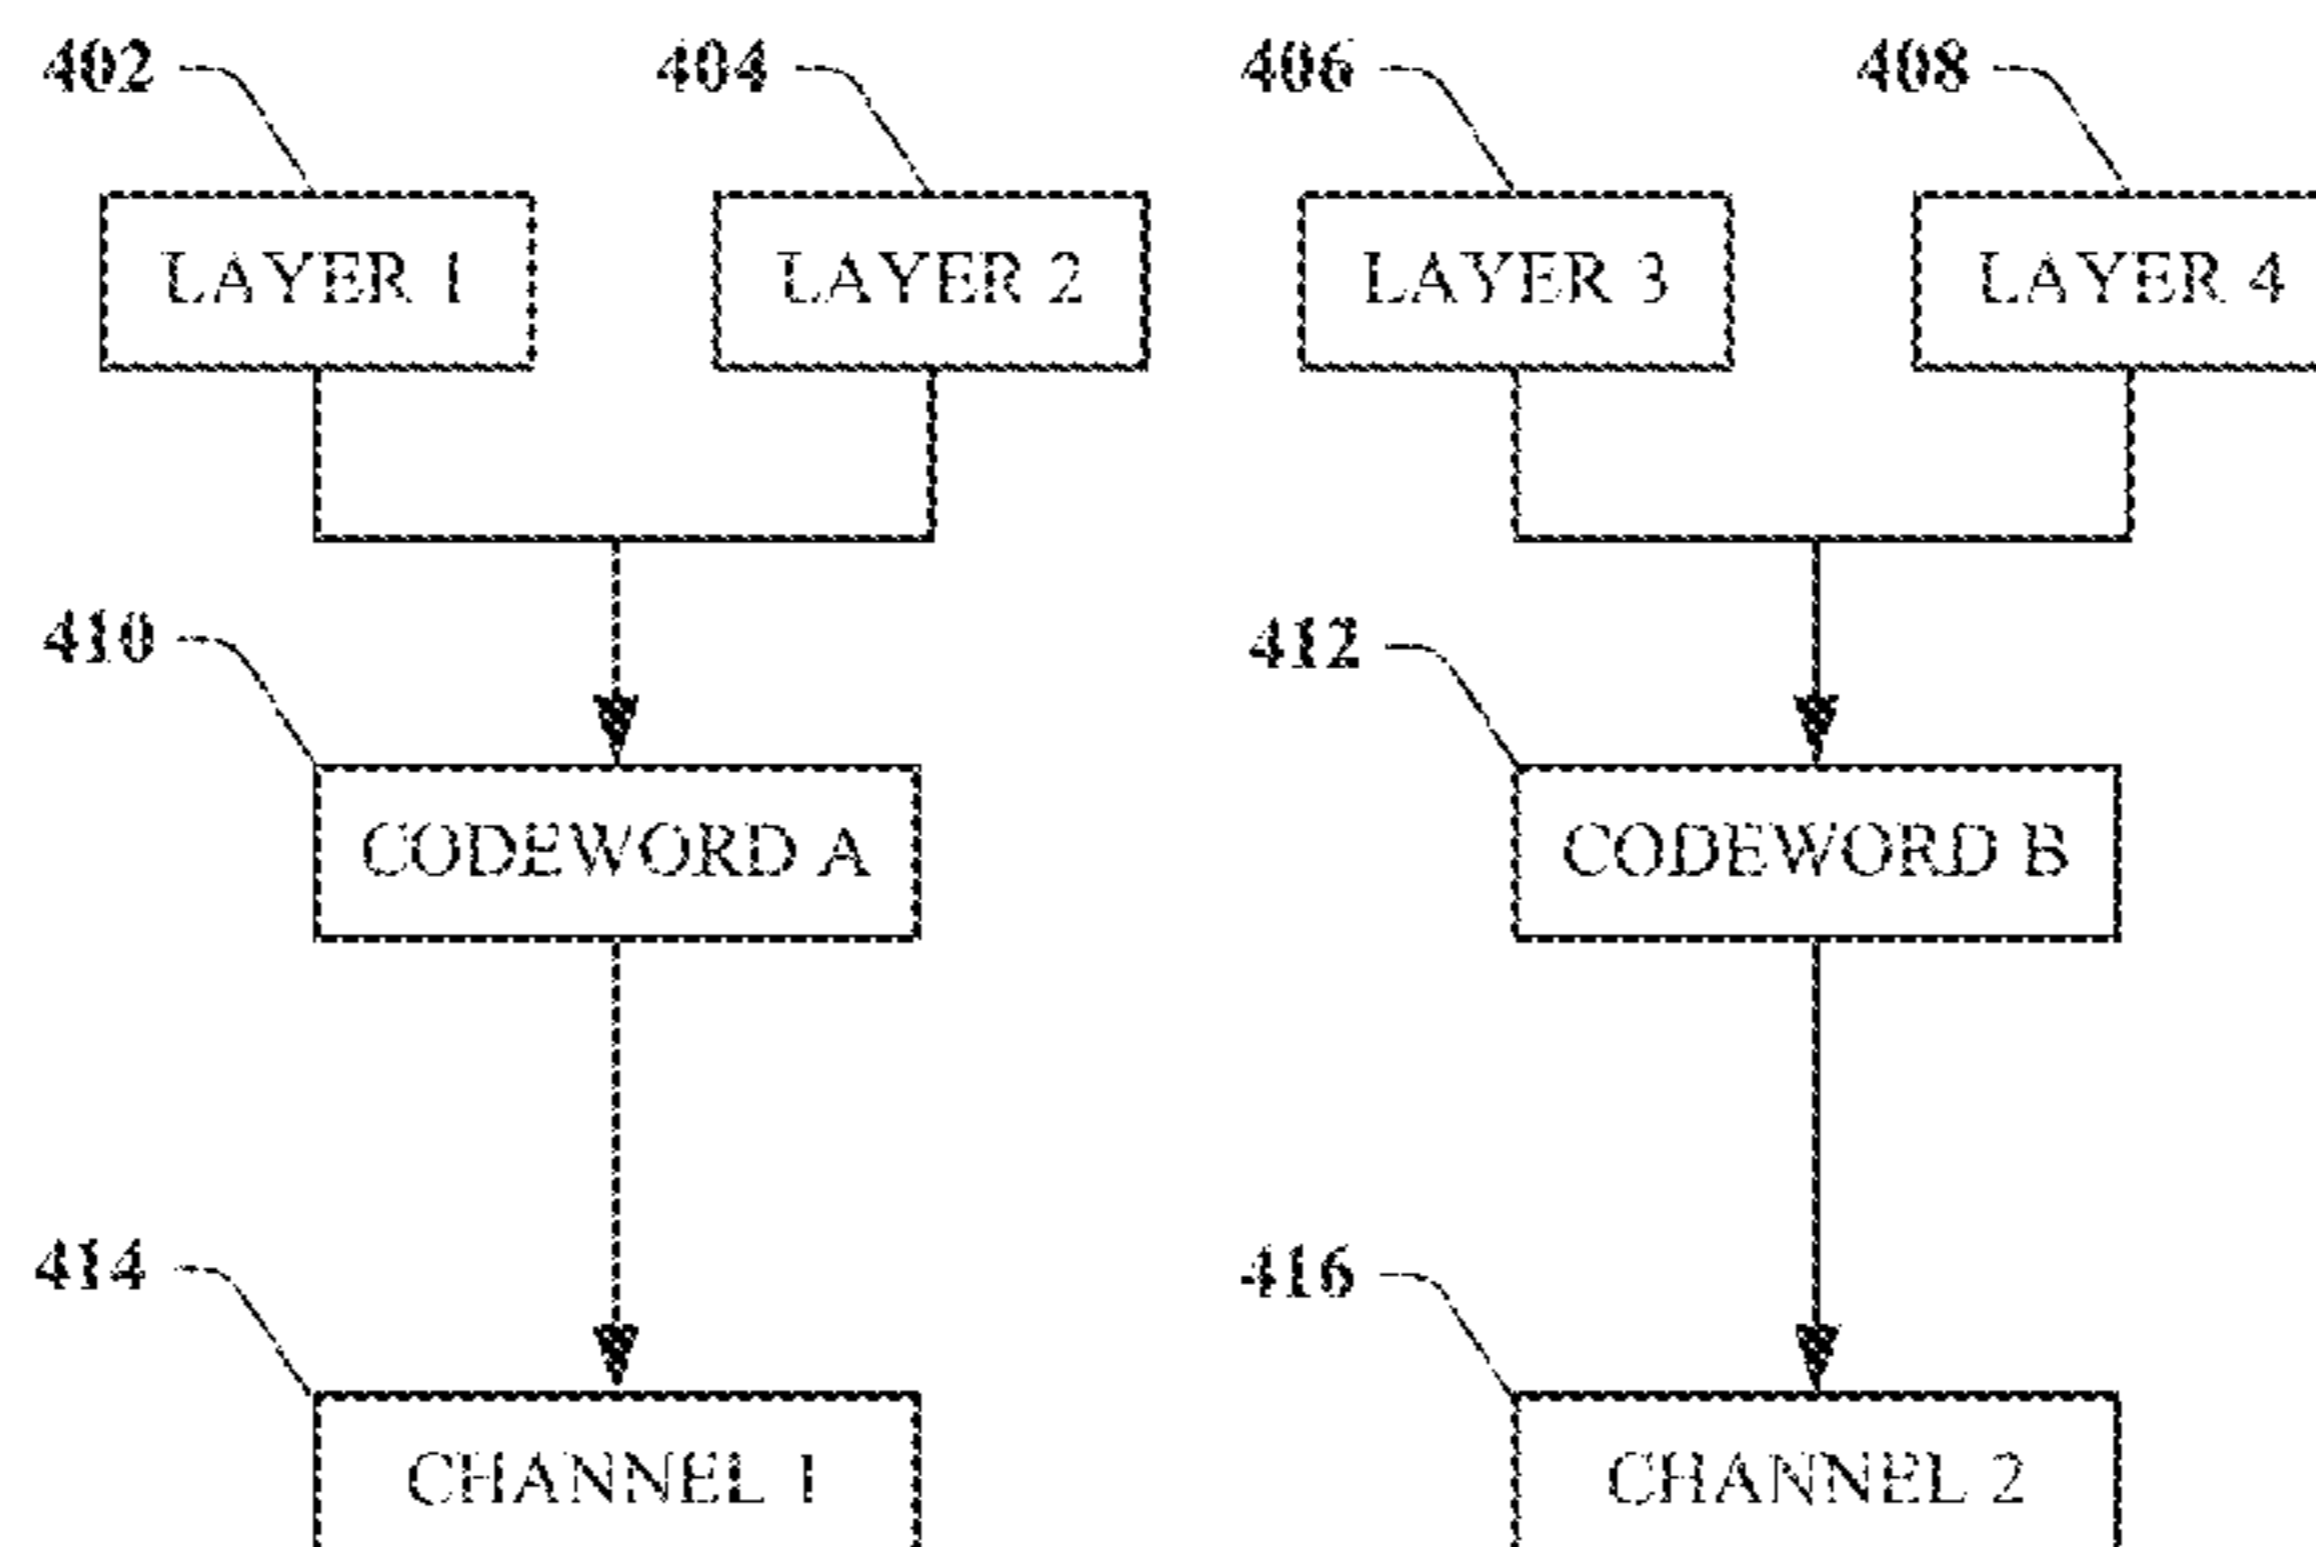 402 404 406 408
LAYER 1 LAYER 2 LAYER 3 LAYER 4
410 412
CODEWORD A CODEWORD B
414 416
CHANNEL 1 CHANNEL 2